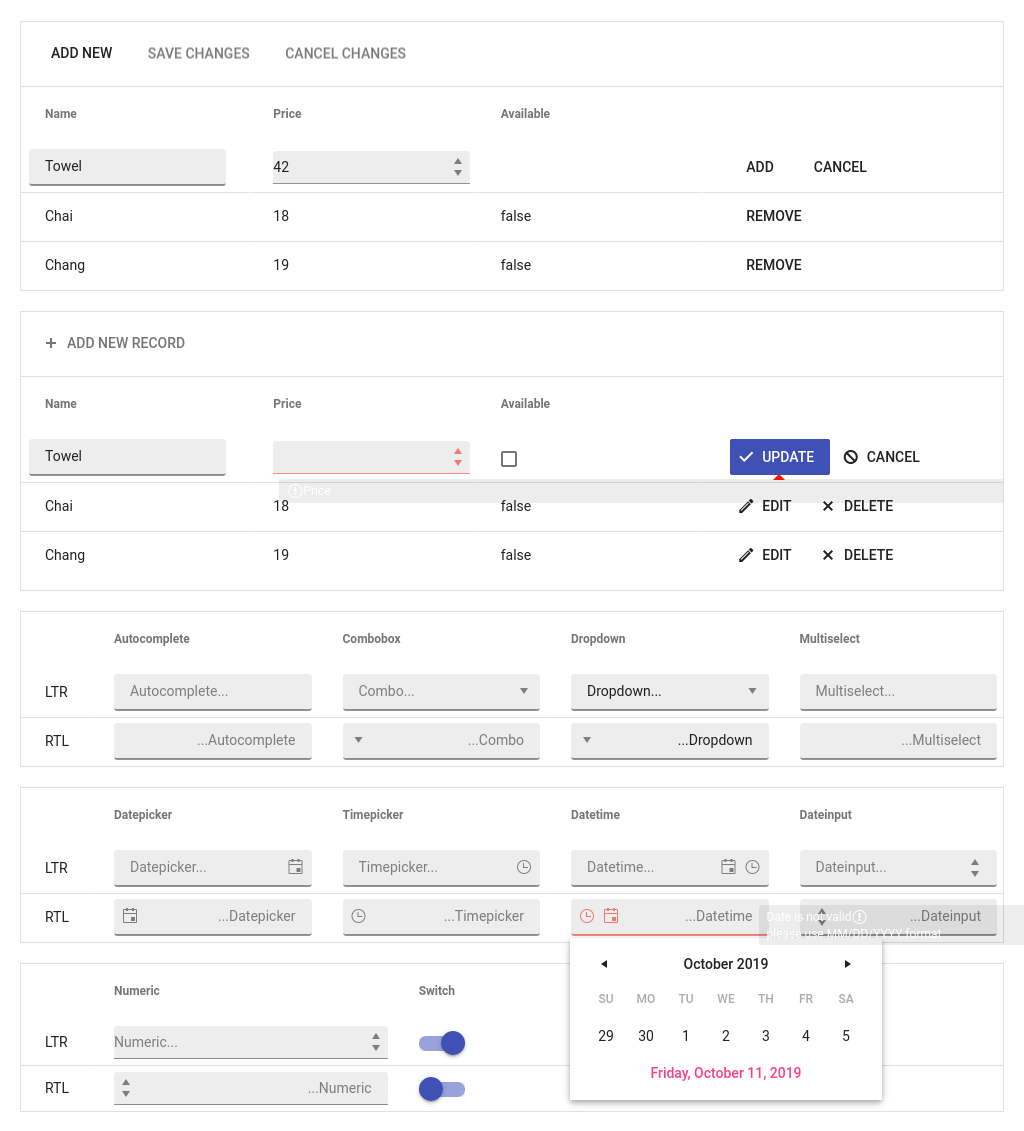 ADD NEW SAVE CHANGES CANCEL CHANGES
Name Price Available
Towel 42 ADD CANCEL
Chai 18 false REMOVE
Chang 19 false REMOVE
ADD NEW RECORD
Name Price Available
Towel UPDATE CANCEL
Price
Chai 18 false EDIT DELETE
Chang 19 false EDIT DELETE
Autocomplete Combobox Dropdown Multiselect
LTR Autocomplete... Combo... Dropdown... Multiselect...
RTL ...Autocomplete ...Combo ...Dropdown ...Multiselect
Datepicker Timepicker Datetime Dateinput
LTR Datepicker... Timepicker... Datetime... Dateinput...
RTL ...Datepicker ...Timepicker ...Datetime Date is not valid ...Dateinput
please use MM/DD/YYYY format
October 2019
Numeric Switch
SU MO TU WE TH FR SA
LTR Numeric...
29 30 1 2 3 4 5
Friday, October 11, 2019
RTL ...Numeric